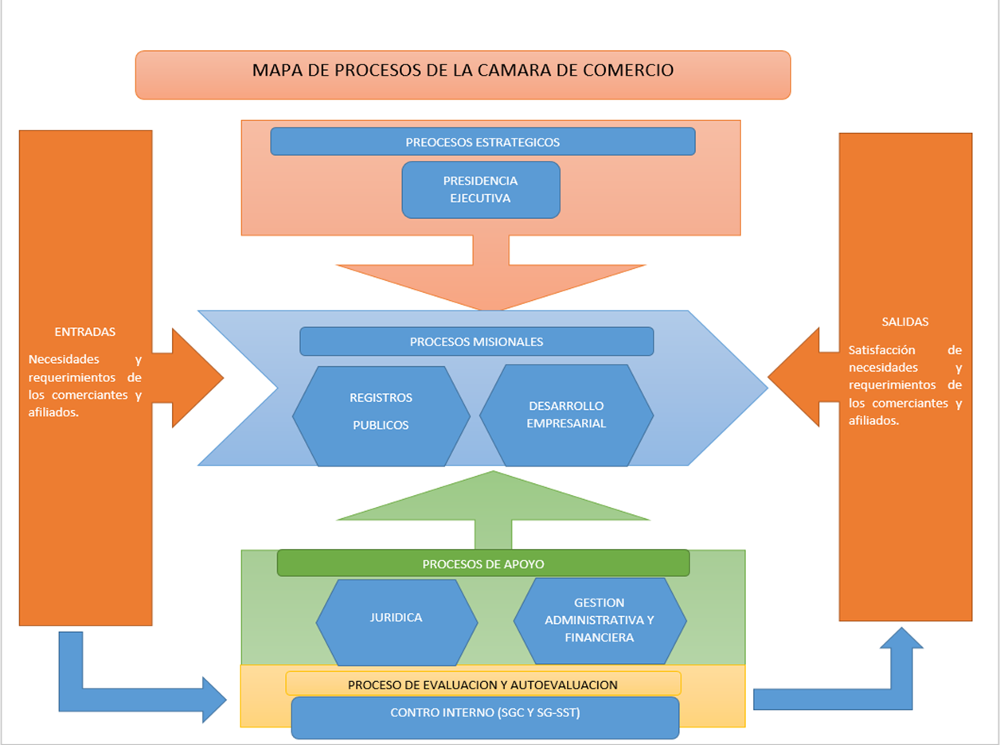 MAPA DE PROCESOS DE LA CAMARA DE COMERCIO
PREOCESOS ESTRATEGICOS
PRESIDENCIA
EJECUTIVA
ENTRADAS
Necesidades y
requerimientos de
los comerciantes y
afiliados.
PROCESOS MISIONALES
REGISTROS
PUBLICOS
DESARROLLO
EMPRESARIAL
SALIDAS
Satisfacción de
necesidades y
requerimientos de
los comerciantes y
afiliados.
PROCESOS DE APOYO
JURIDICA
GESTION
ADMINISTRATIVA Y
FINANCIERA
PROCESO DE EVALUACION Y AUTOEVALUACION
CONTRO INTERNO (SGC Y SG-SST)